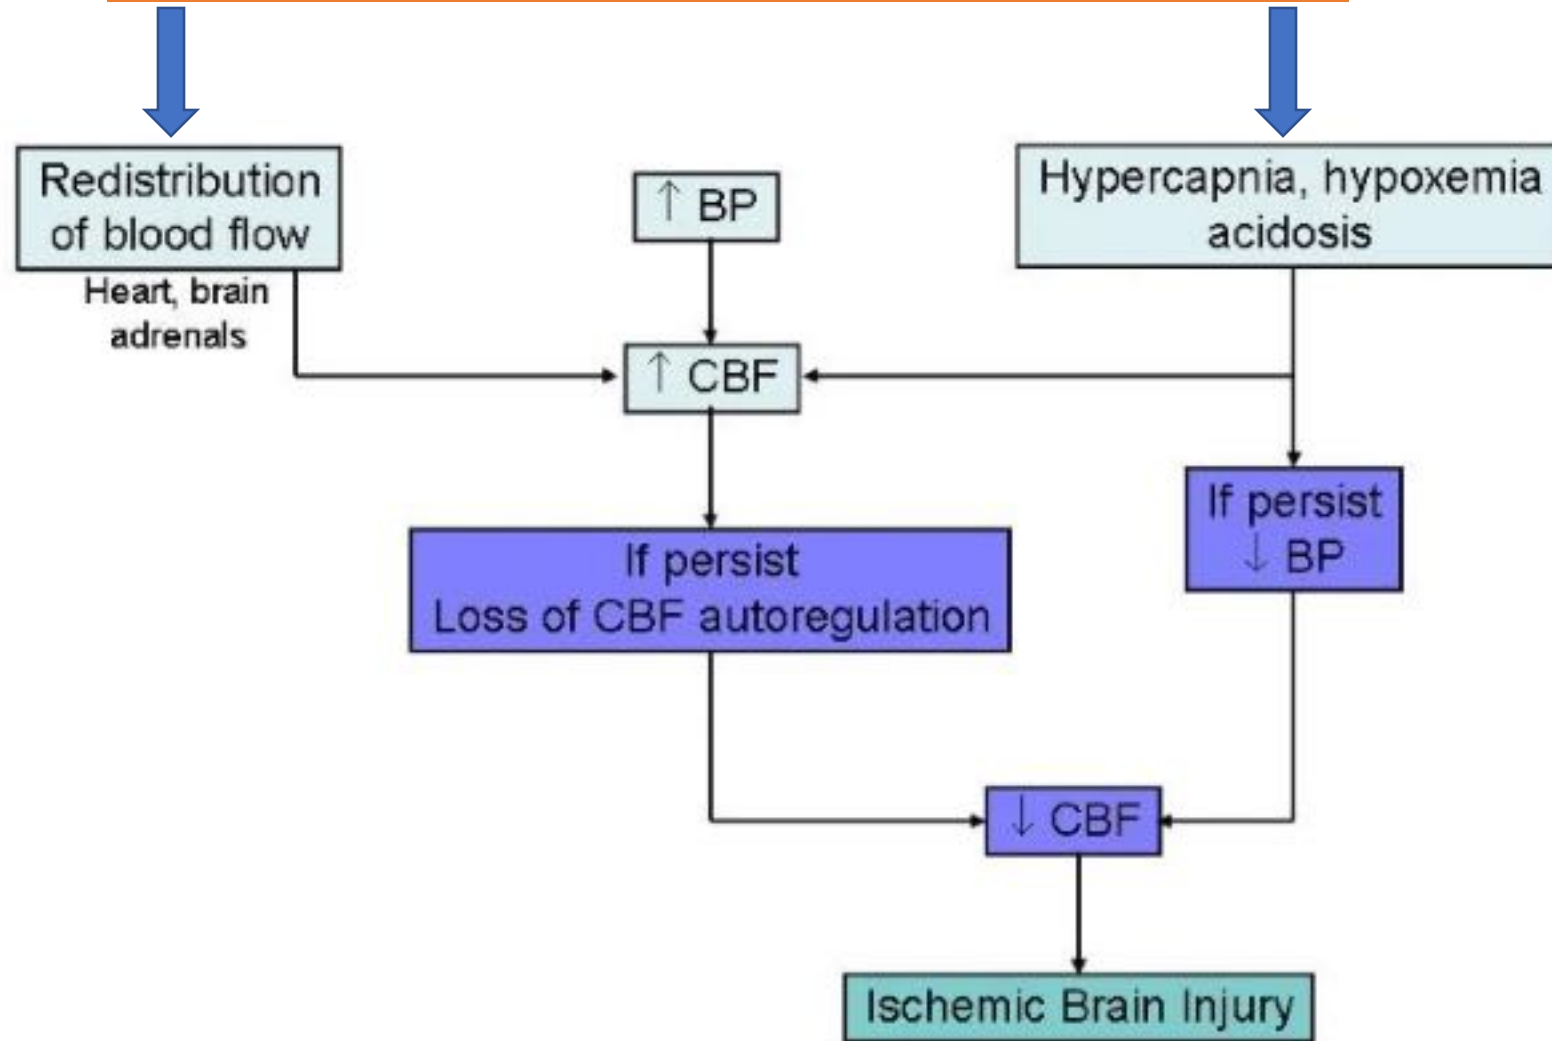 Redistribution
of blood flow
Heart, brain
adrenals
↑ BP
Hypercapnia, hypoxemia
acidosis
↑ CBF
If persist
↓ BP
If persist
Loss of CBF autoregulation
↓ CBF
Ischemic Brain Injury